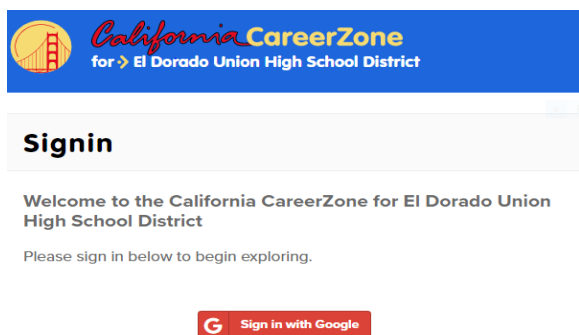 California CareerZone
for El Dorado Union High School District
Signin
Welcome to the California CareerZone for El Dorado Union
High School District
Please sign in below to begin exploring.
G Sign in with Google